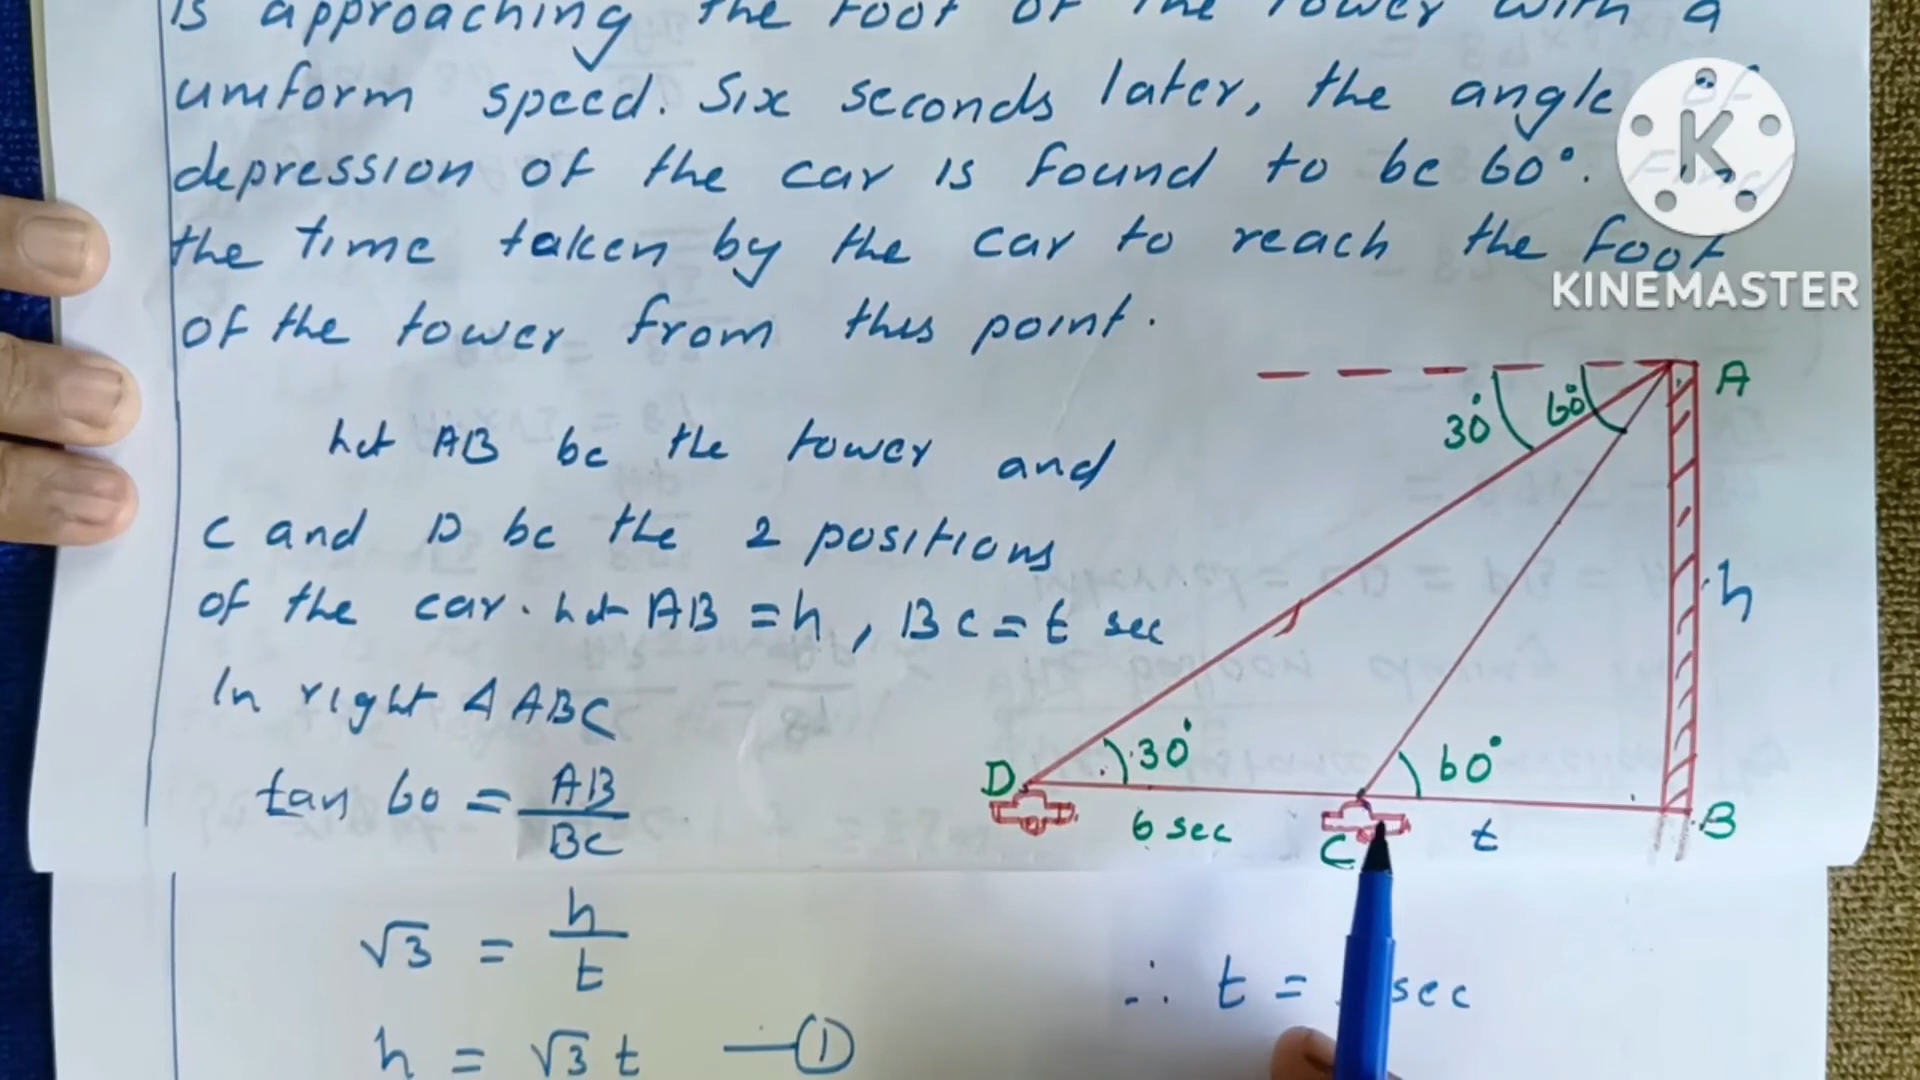 is approaching the foot of the tower with a
uniform speed. Six seconds later, the angle of
depression of the car is found to be 60°. Find
the time taken by the car to reach the foot
of the tower from this point.
KINEMASTER
A
30° 60°
Let AB be the tower and
C and D be the 2 positions
of the car. Let AB = h, BC = t sec
h
In right Δ ABC
D 30° 60°
tan 60 = AB
BC
6 sec C t B
√3 = h
t
∴ t = sec
h = √3 t — ①